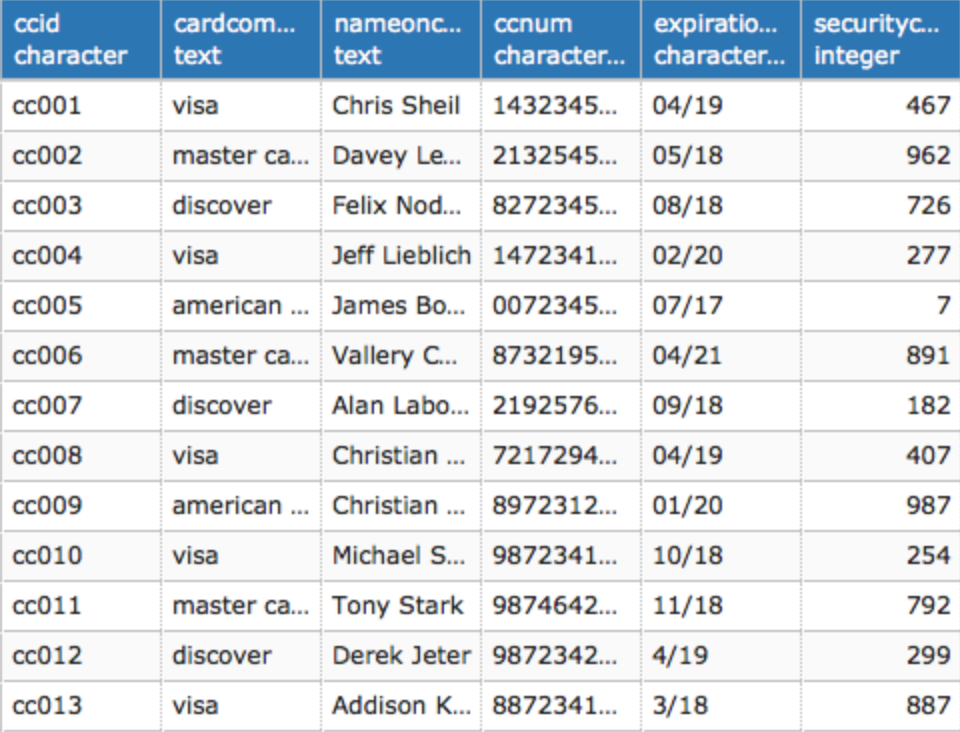 ccid cardcom... nameonc... ccnum expiratio... securityc...
character text text character... character... integer
cc001 visa Chris Sheil 1432345... 04/19 467
cc002 master ca... Davey Le... 2132545... 05/18 962
cc003 discover Felix Nod... 8272345... 08/18 726
cc004 visa Jeff Lieblich 1472341... 02/20 277
cc005 american ... James Bo... 0072345... 07/17 7
cc006 master ca... Vallery C... 8732195... 04/21 891
cc007 discover Alan Labo... 2192576... 09/18 182
cc008 visa Christian ... 7217294... 04/19 407
cc009 american ... Christian ... 8972312... 01/20 987
cc010 visa Michael S... 9872341... 10/18 254
cc011 master ca... Tony Stark 9874642... 11/18 792
cc012 discover Derek Jeter 9872342... 4/19 299
cc013 visa Addison K... 8872341... 3/18 887